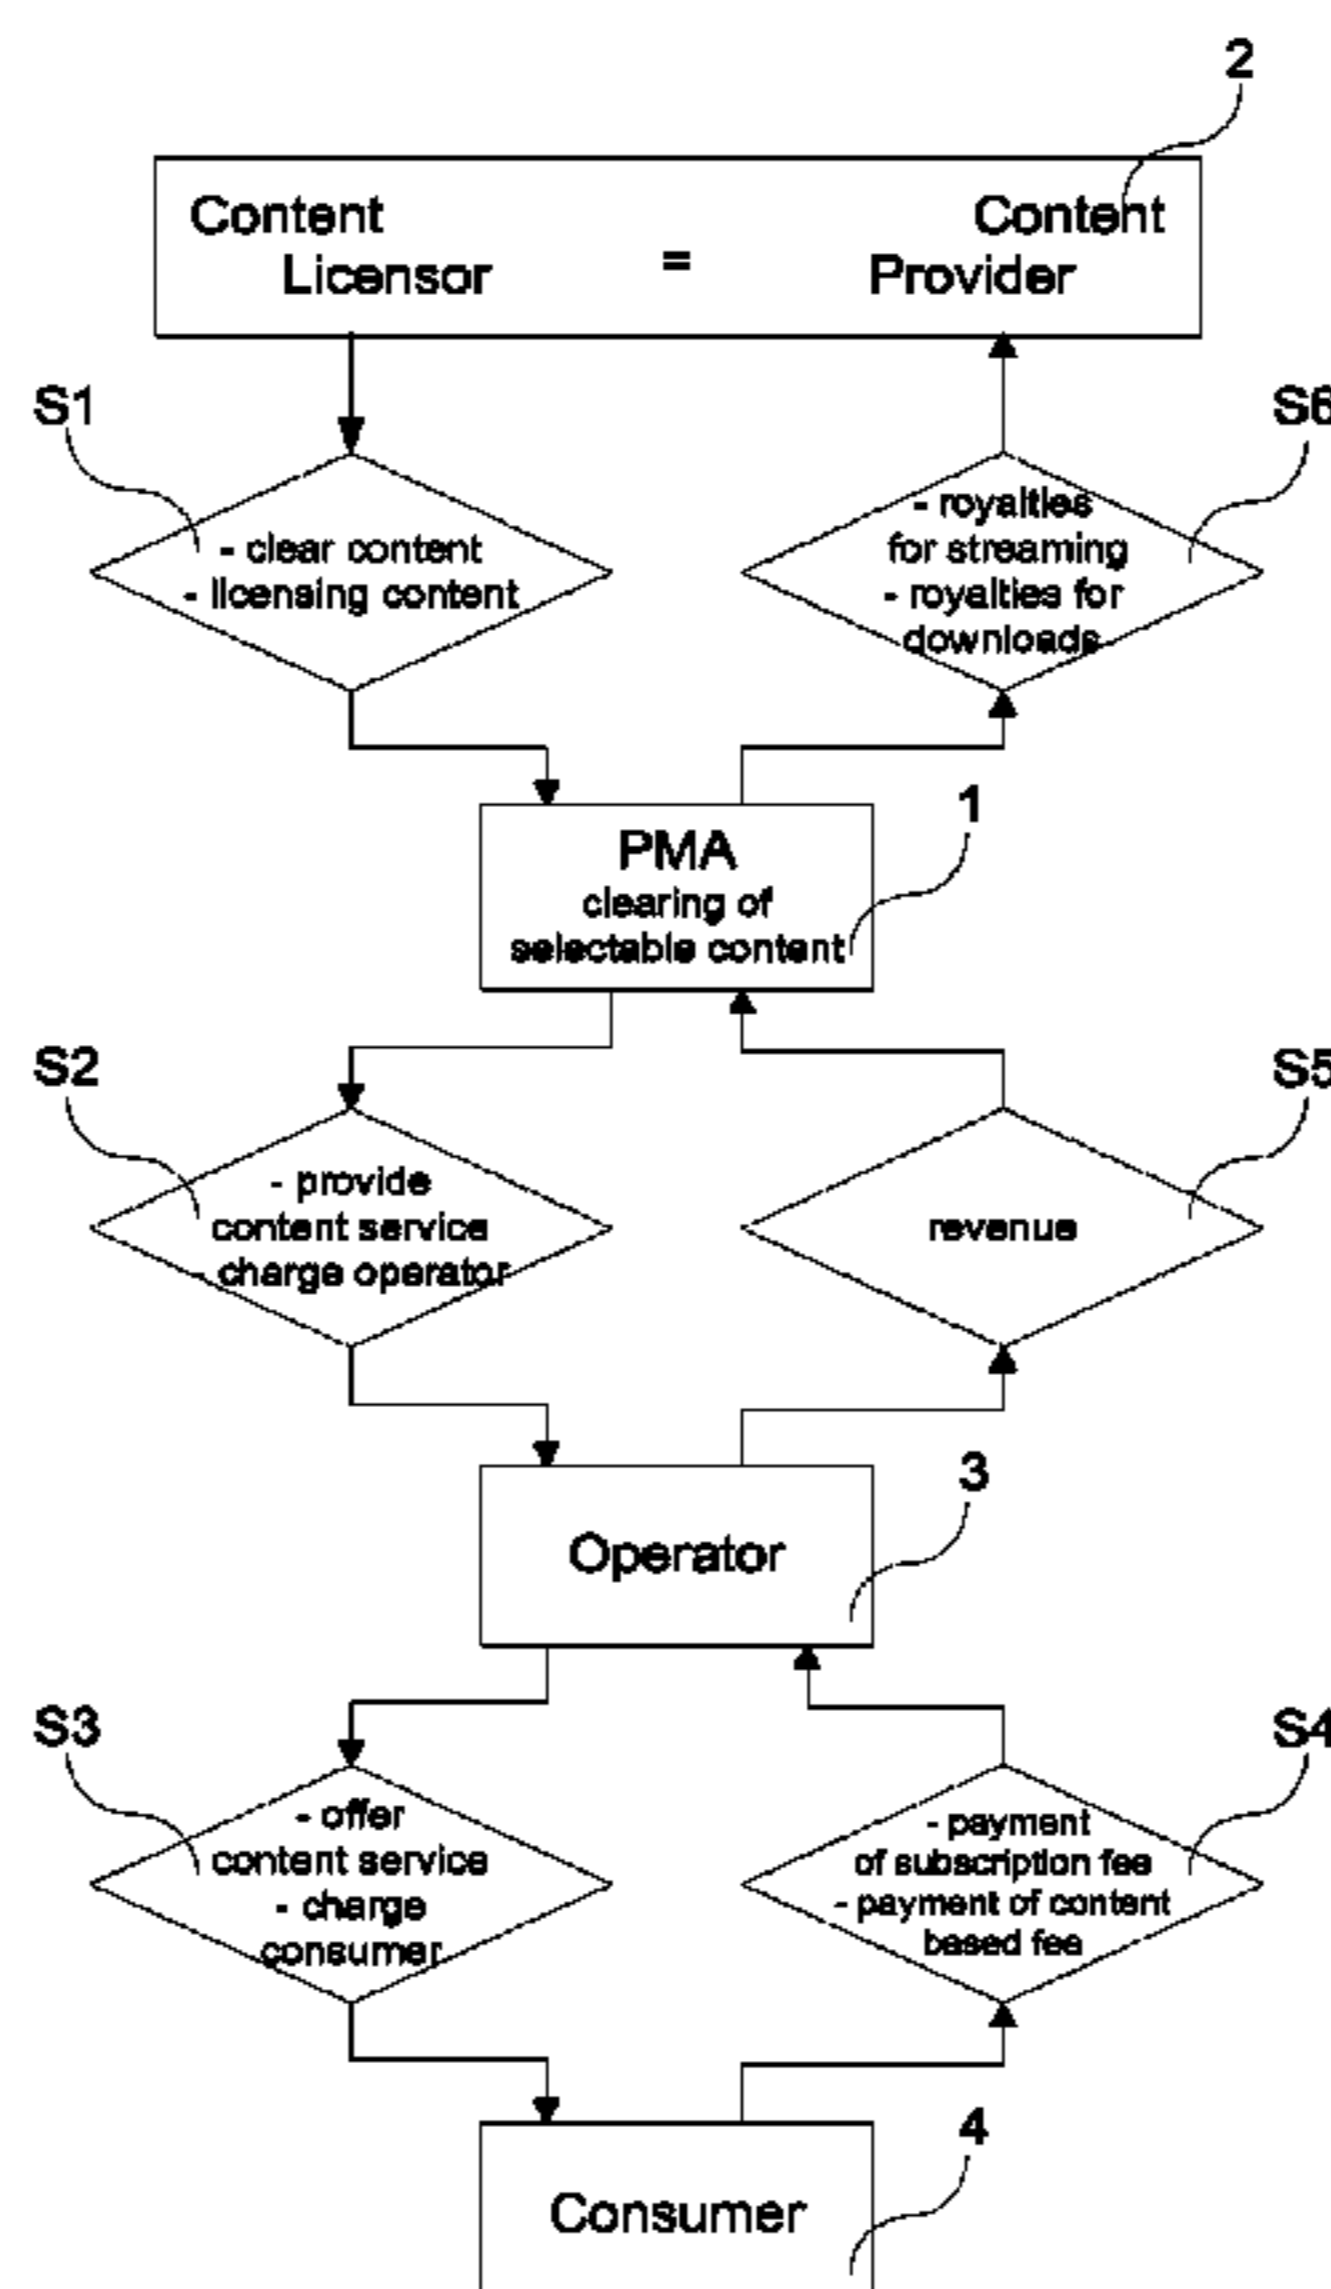 2
Content Content
Licensor = Provider
S1
S6
- clear content
- licensing content
- royalties
for streaming
- royalties for
downloads
1
PMA
clearing of
selectable content
S2
S5
- provide
content service
- charge operator
revenue
3
Operator
S3
S4
- offer
content service
- charge
consumer
- payment
of subscription fee
- payment of content
based fee
4
Consumer